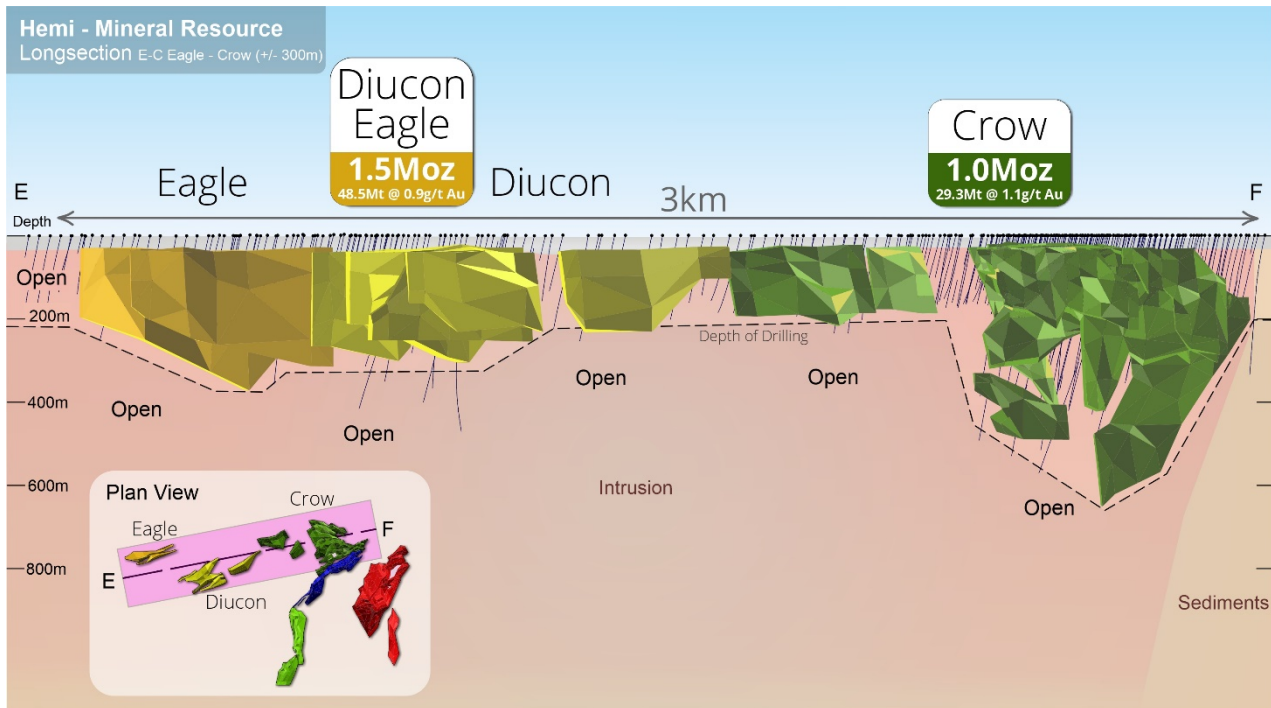 Hemi - Mineral Resource
Longsection E-C Eagle - Crow (+/- 300m)
Diucon
Eagle
1.5Moz
48.5Mt @ 0.9g/t Au
Crow
1.0Moz
29.3Mt @ 1.1g/t Au
E
Eagle
Diucon
3km
F
Depth
Open
200m
Depth of Drilling
400m
Open
Open
Open
Open
600m
Intrusion
Open
800m
Sediments
Plan View
Crow
Eagle
F
E
Diucon